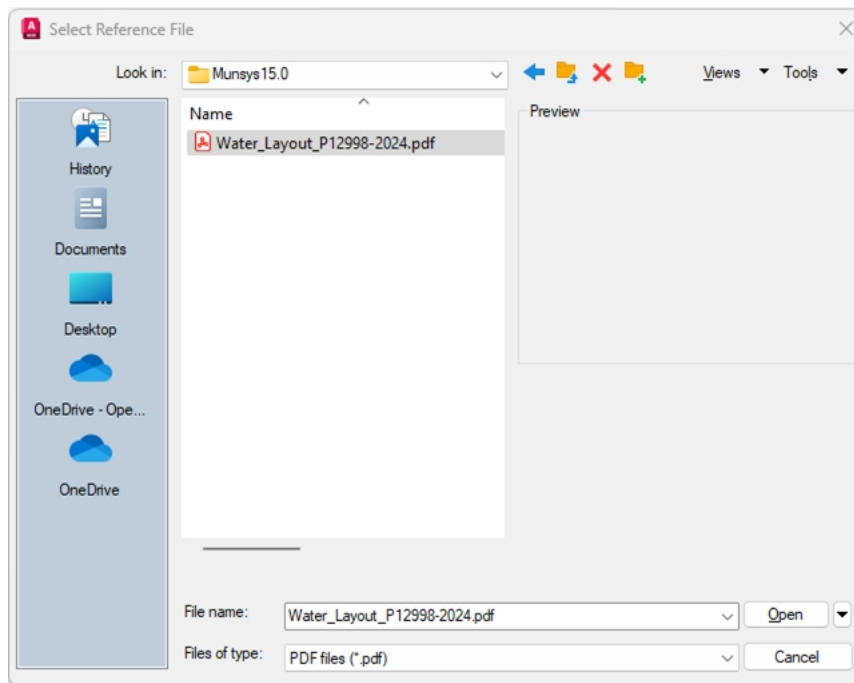 Select Reference File
Look in: Munsys15.0 Views Tools
Name
Water_Layout_P12998-2024.pdf
Preview
History
Documents
Desktop
OneDrive - Ope...
OneDrive
File name: Water_Layout_P12998-2024.pdf Open
Files of type: PDF files (*.pdf) Cancel